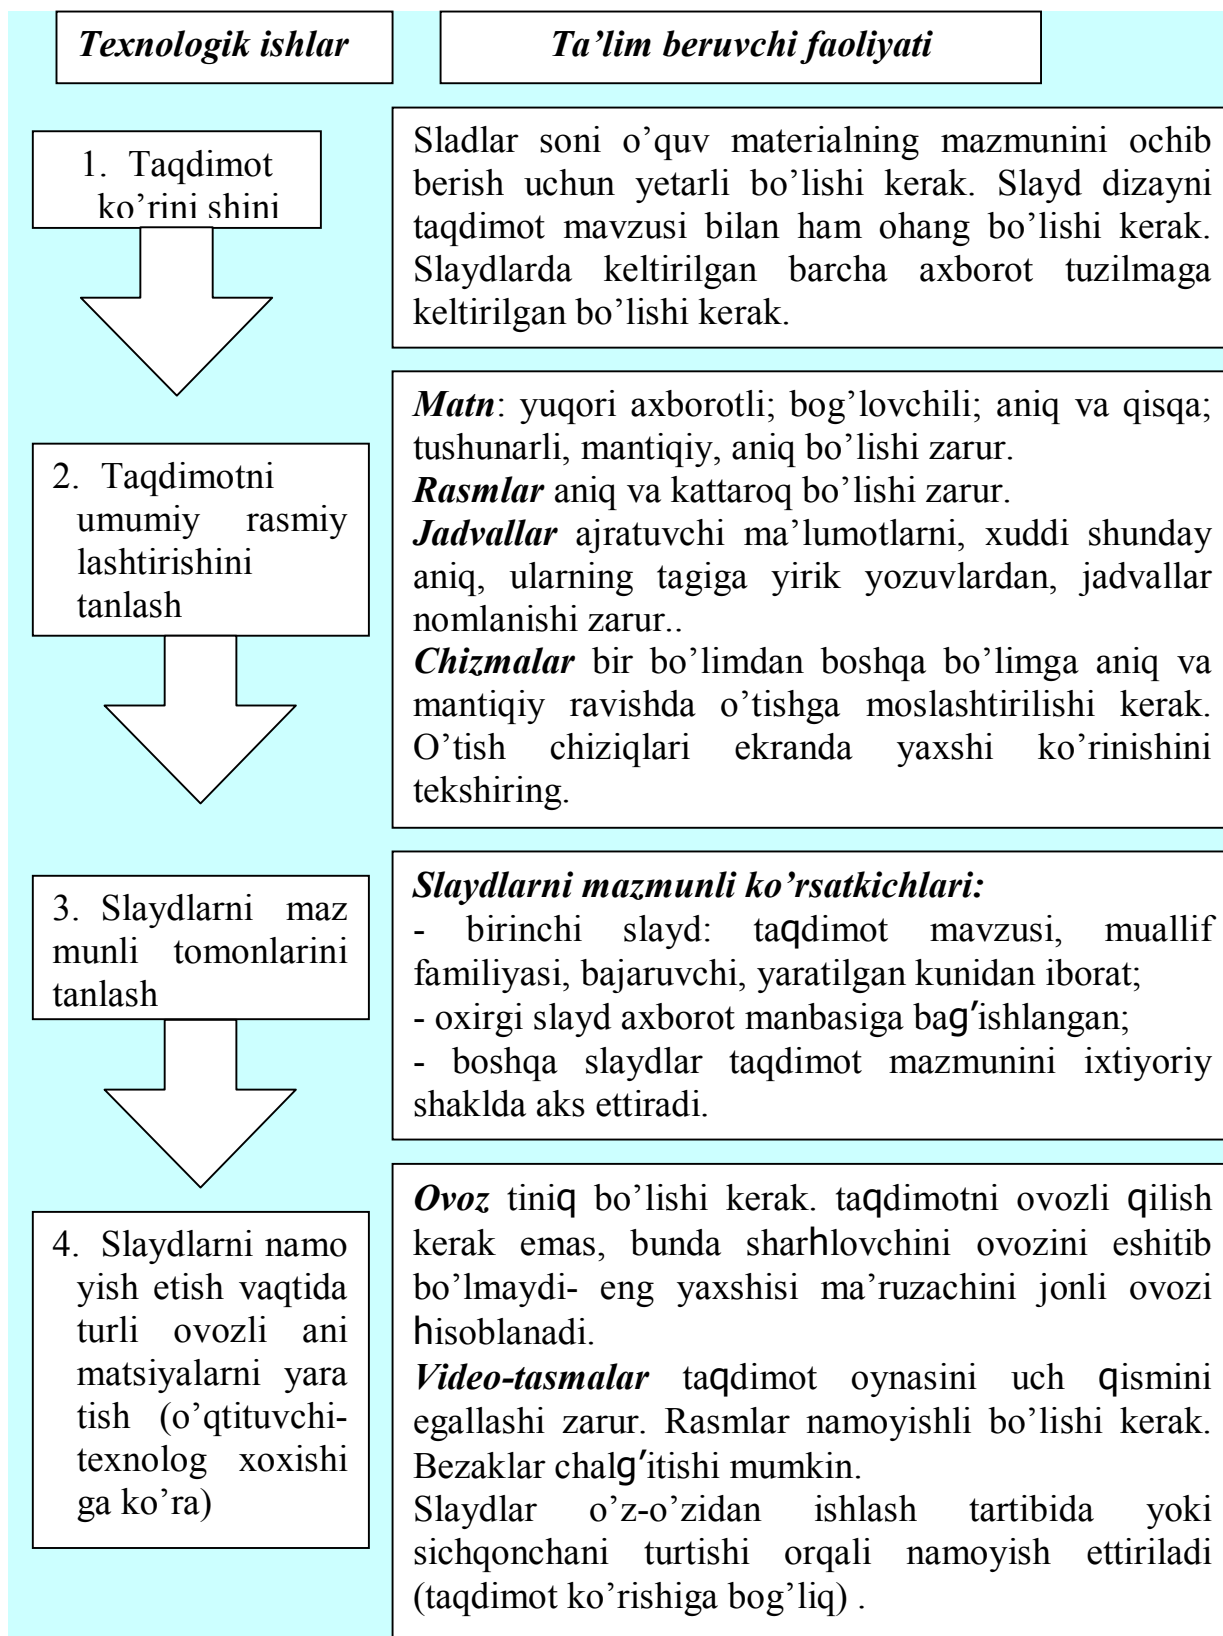 Texnologik ishlar
Ta’lim beruvchi faoliyati
1. Taqdimot
ko’rini shini
Sladlar soni o’quv materialning mazmunini ochib
berish uchun yetarli bo’lishi kerak. Slayd dizayni
taqdimot mavzusi bilan ham ohang bo’lishi kerak.
Slaydlarda keltirilgan barcha axborot tuzilmaga
keltirilgan bo’lishi kerak.
2. Taqdimotni
umumiy rasmiy
lashtirishini
tanlash
Matn: yuqori axborotli; bog’lovchili; aniq va qisqa;
tushunarli, mantiqiy, aniq bo’lishi zarur.
Rasmlar aniq va kattaroq bo’lishi zarur.
Jadvallar ajratuvchi ma’lumotlarni, xuddi shunday
aniq, ularning tagiga yirik yozuvlardan, jadvallar
nomlanishi zarur..
Chizmalar bir bo’limdan boshqa bo’limga aniq va
mantiqiy ravishda o’tishga moslashtirilishi kerak.
O’tish chiziqlari ekranda yaxshi ko’rinishini
tekshiring.
3. Slaydlarni maz
munli tomonlarini
tanlash
Slaydlarni mazmunli ko’rsatkichlari:
- birinchi slayd: taqdimot mavzusi, muallif
familiyasi, bajaruvchi, yaratilgan kunidan iborat;
- oxirgi slayd axborot manbasiga bag’ishlangan;
- boshqa slaydlar taqdimot mazmunini ixtiyoriy
shaklda aks ettiradi.
4. Slaydlarni namo
yish etish vaqtida
turli ovozli ani
matsiyalarni yara
tish (o’qtituvchi-
texnolog xoxishi
ga ko’ra)
Ovoz tiniq bo’lishi kerak. taqdimotni ovozli qilish
kerak emas, bunda sharhlovchini ovozini eshitib
bo’lmaydi- eng yaxshisi ma’ruzachini jonli ovozi
hisoblanadi.
Video-tasmalar taqdimot oynasini uch qismini
egallashi zarur. Rasmlar namoyishli bo’lishi kerak.
Bezaklar chalg’itishi mumkin.
Slaydlar o’z-o’zidan ishlash tartibida yoki
sichqonchani turtishi orqali namoyish ettiriladi
(taqdimot ko’rishiga bog’liq) .